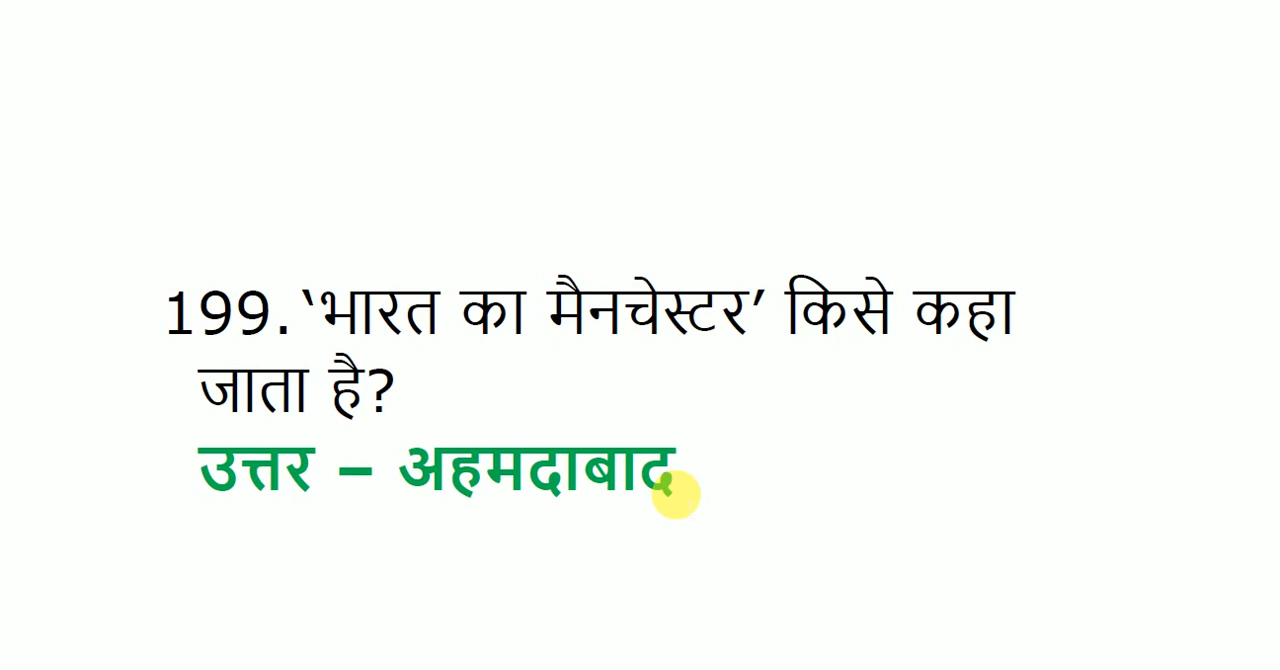 199. ‘भारत का मैनचेस्टर’ किसे कहा
जाता है?
उत्तर – अहमदाबाद